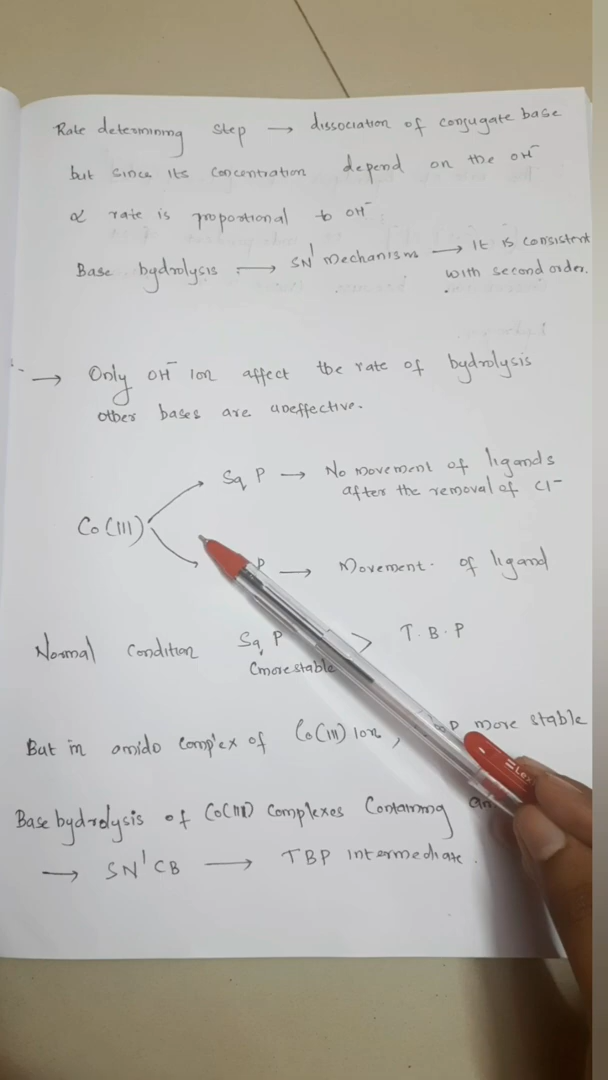 Rate determining step → dissociation of conjugate base
but since its concentration depend on the OH⁻
α rate is proportional to OH⁻
Base hydrolysis → SN¹ mechanism → It is consistent
with second order.
→ Only OH⁻ Ion affect the rate of hydrolysis
other bases are uneffective.
Sq P → No movement of ligands
after the removal of Cl⁻
Co(III)
P → Movement of ligand
Normal condition Sq P > T.B.P
(more stable
But in amido complex of Co(III) Ion, P more stable
Base hydrolysis of Co(III) complexes containing
→ SN¹CB → TBP intermediate.